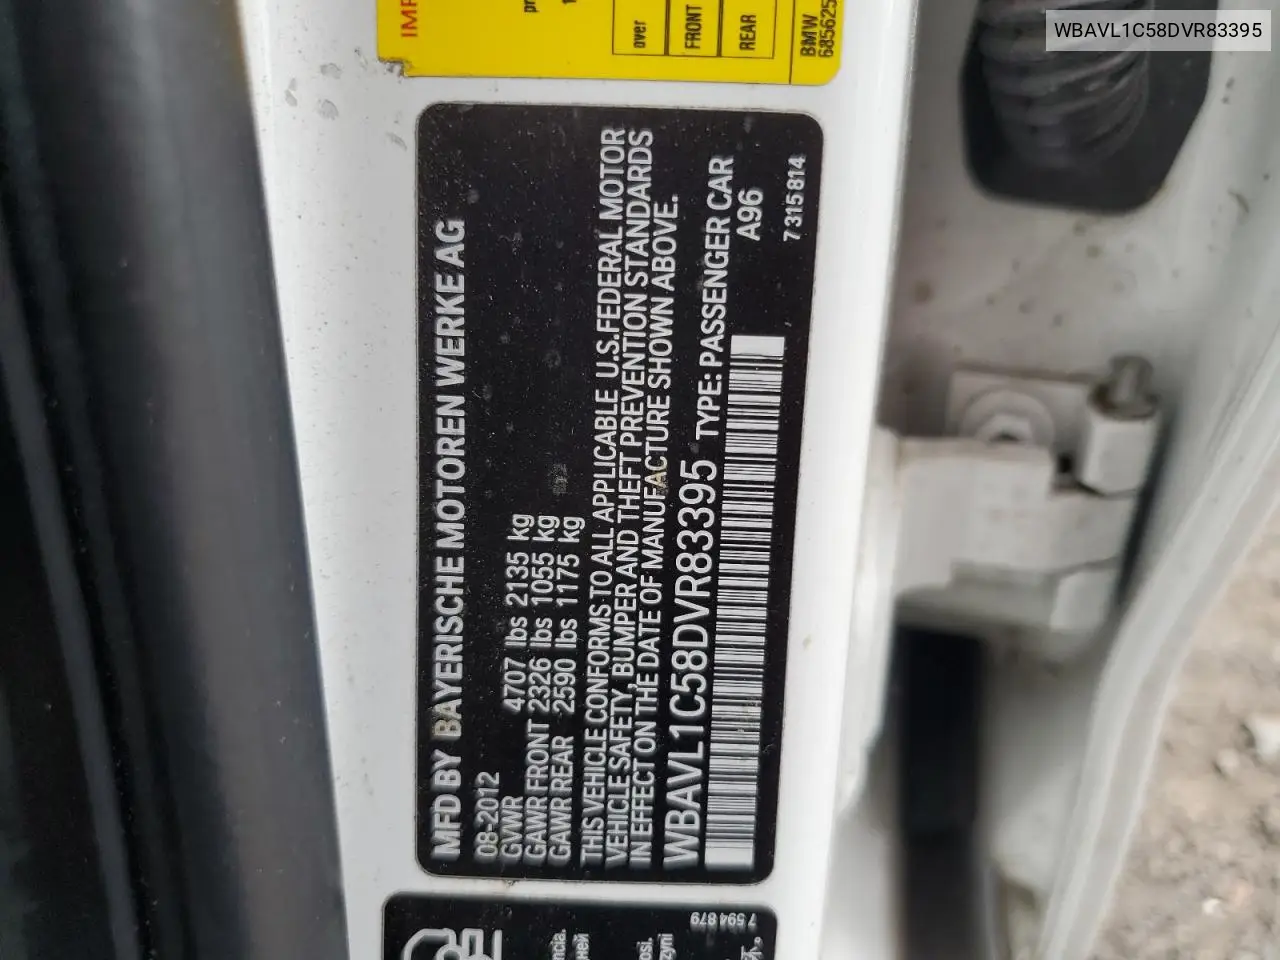 WBAVL1C58DVR83395
over
FRONT
REAR
BMW
MFD BY BAYERISCHE MOTOREN WERKE AG
08-2012
GVWR 4707 lbs 2135 kg
GAWR FRONT 2326 lbs 1055 kg
GAWR REAR 2590 lbs 1175 kg
THIS VEHICLE CONFORMS TO ALL APPLICABLE U.S.FEDERAL MOTOR
VEHICLE SAFETY, BUMPER AND THEFT PREVENTION STANDARDS
IN EFFECT ON THE DATE OF MANUFACTURE SHOWN ABOVE.
WBAVL1C58DVR83395 TYPE: PASSENGER CAR
A96
7 315 814
7 594 879